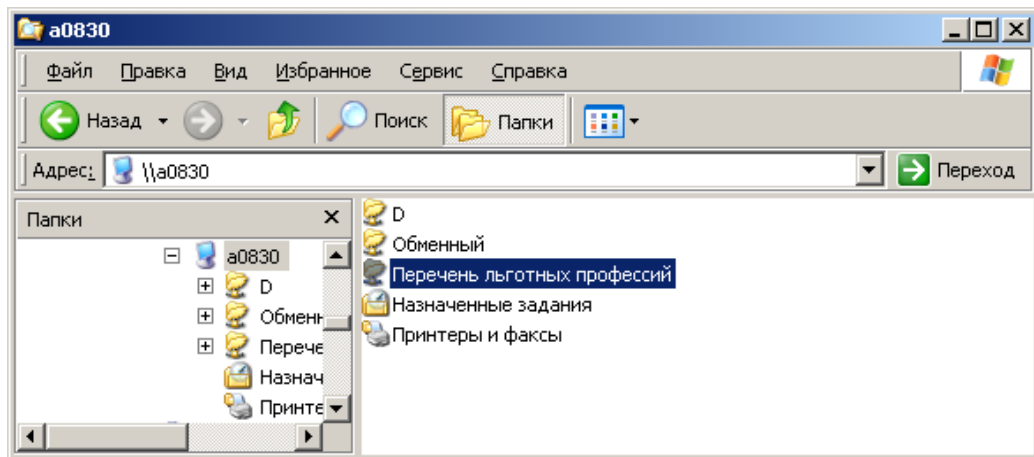 a0830
Файл Правка Вид Избранное Сервис Справка
Назад Поиск Папки
Адрес: \\a0830 Переход
Папки
a0830
D
Обменн
Перече
Назнач
Принте
D
Обменный
Перечень льготных профессий
Назначенные задания
Принтеры и факсы